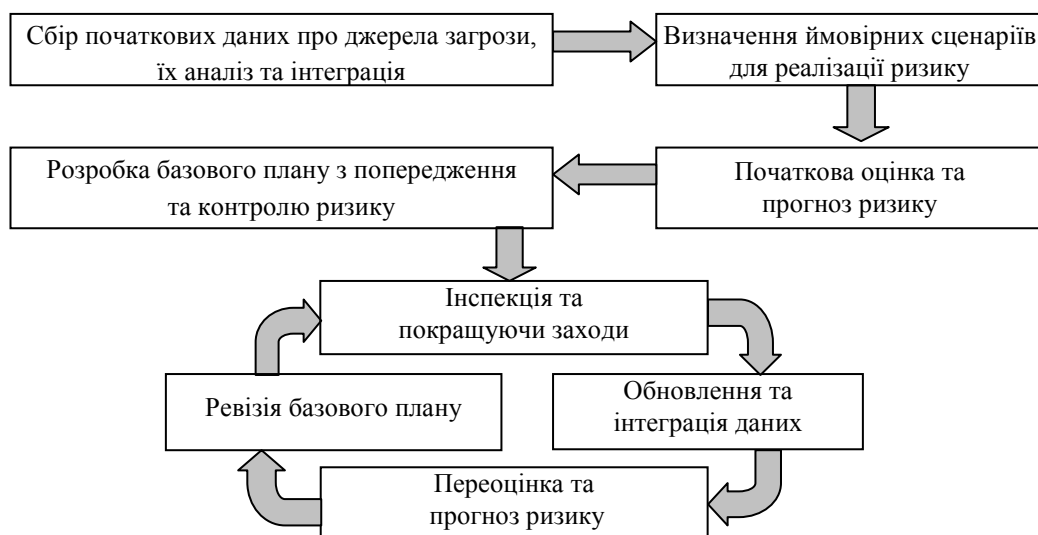 Сбір початкових даних про джерела загрози,
їх аналіз та інтеграція
Визначення ймовірних сценаріїв
для реалізації ризику
Розробка базового плану з попередження
та контролю ризику
Початкова оцінка та
прогноз ризику
Інспекція та
покращуючи заходи
Ревізія базового плану
Обновлення та
інтеграція даних
Переоцінка та
прогноз ризику